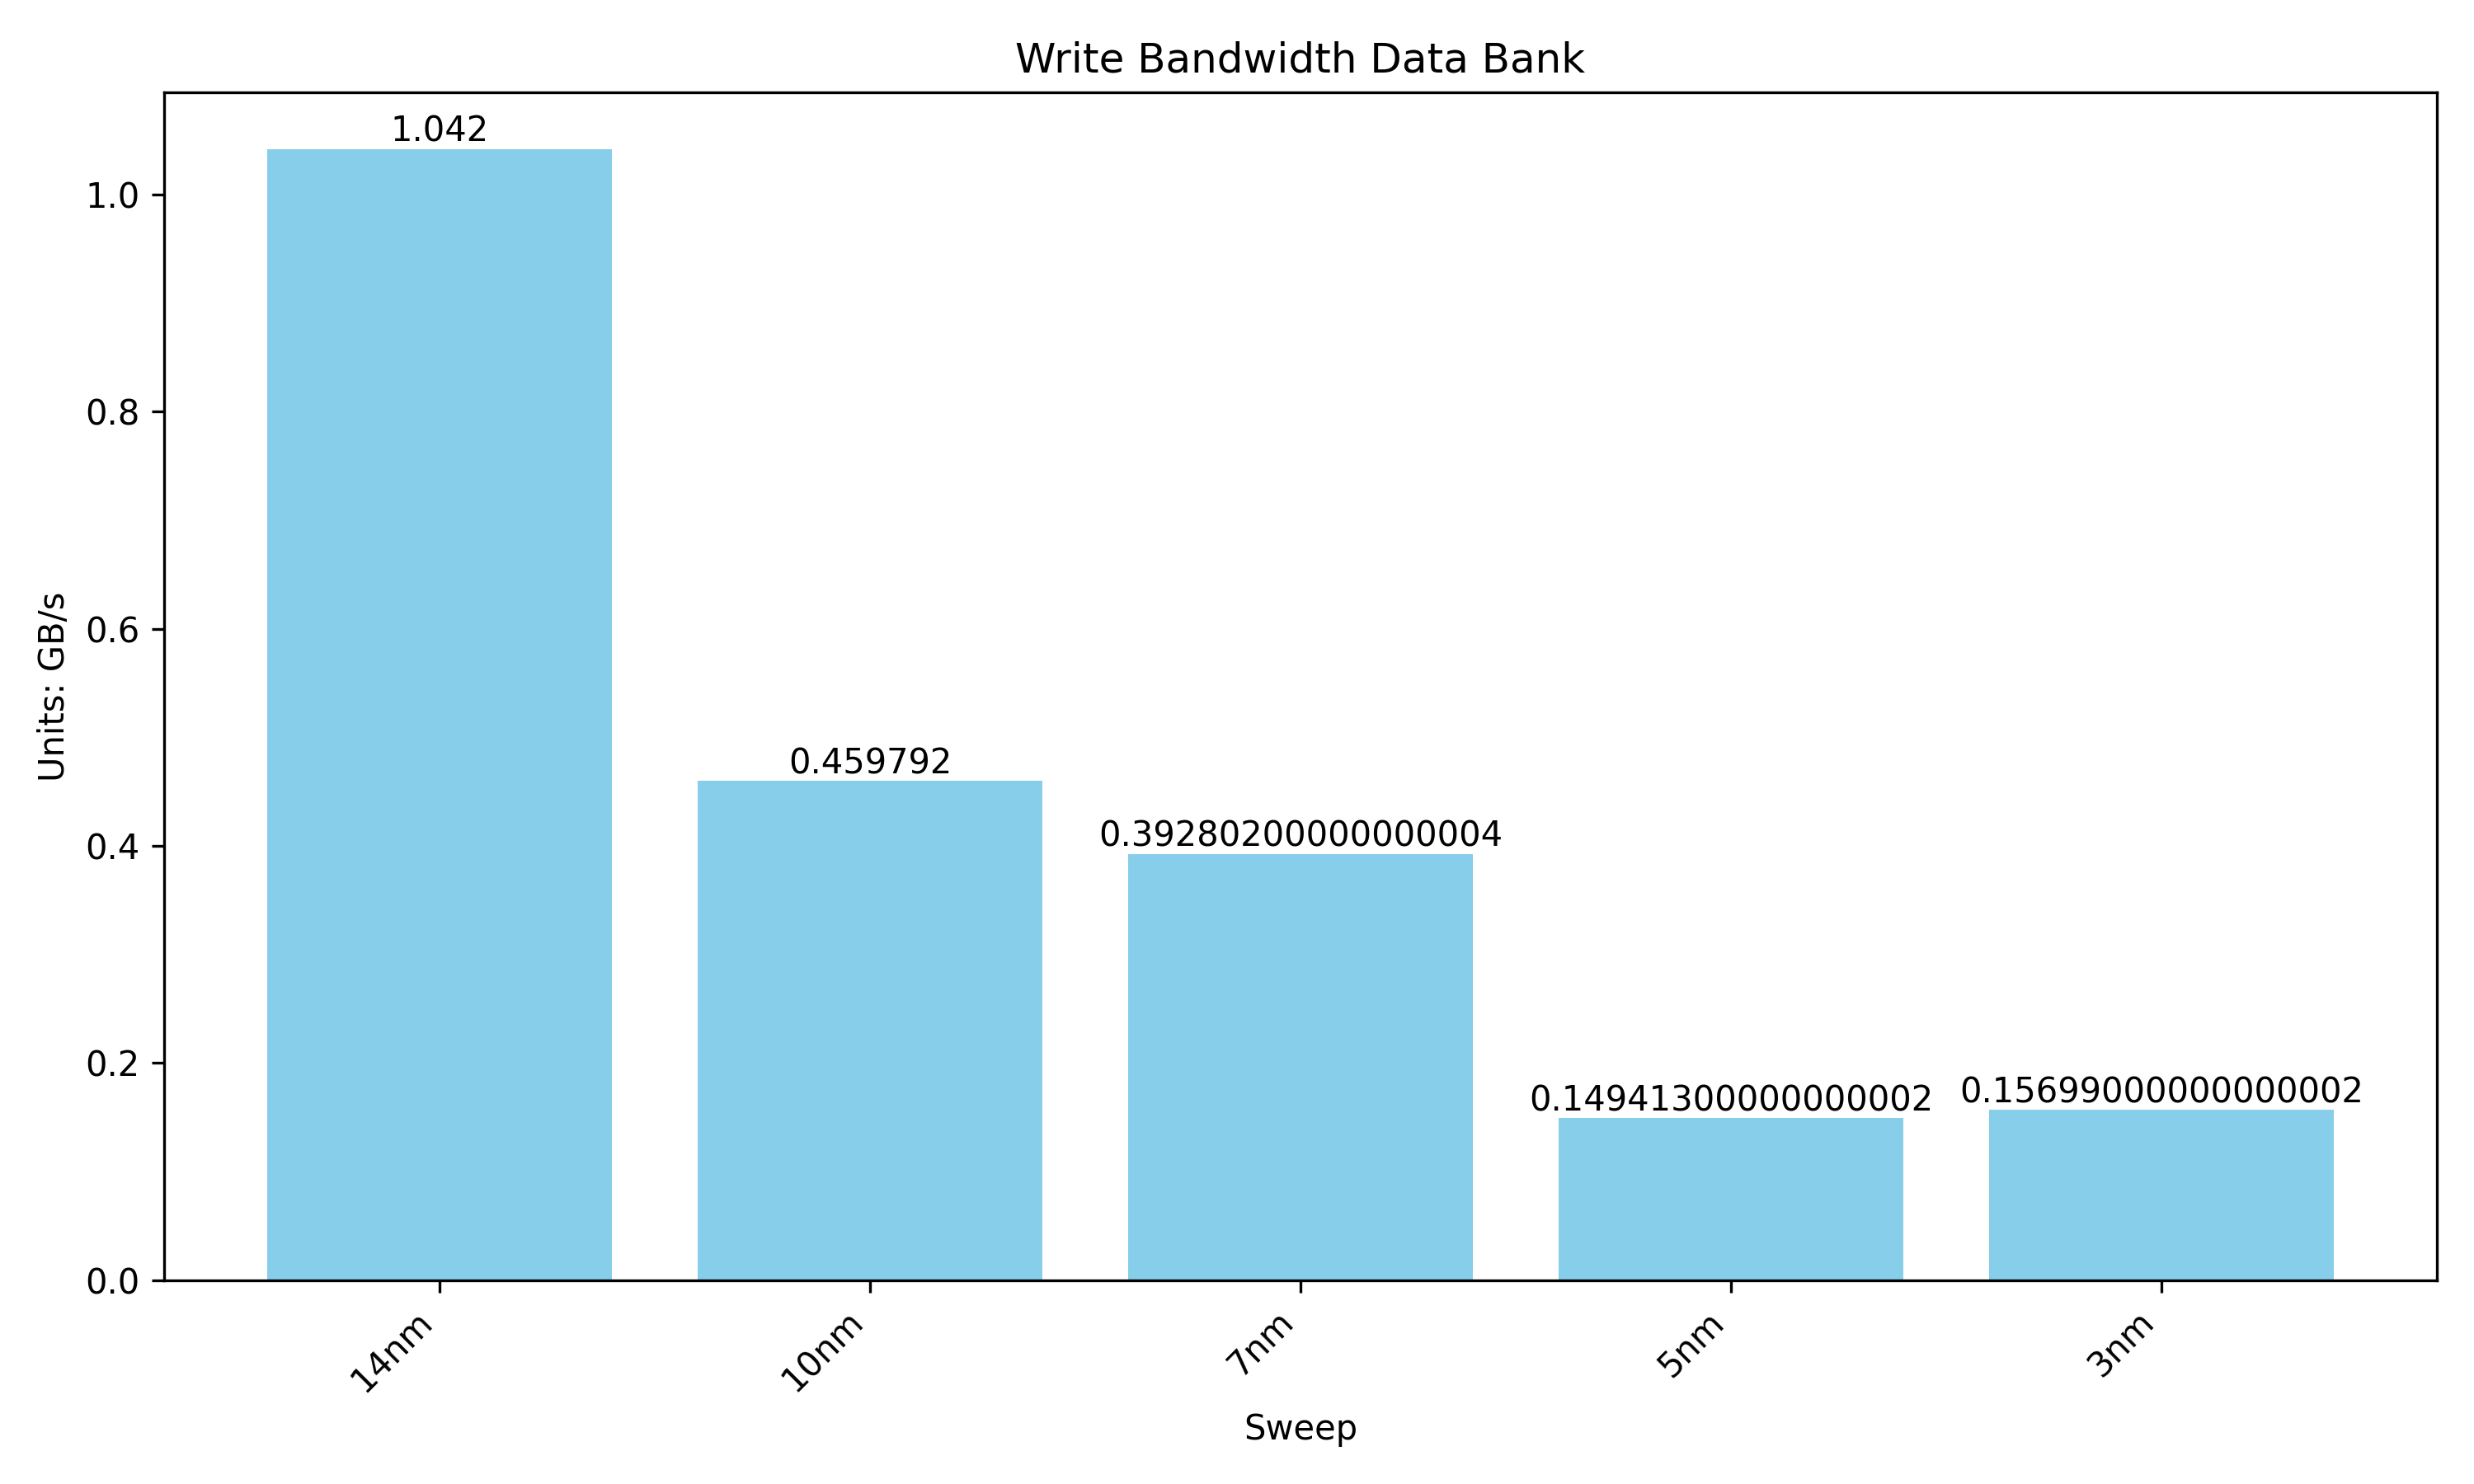 Write Bandwidth Data Bank
Units: GB/s
1.0
0.8
0.6
0.4
0.2
0.0
1.042
0.459792
0.39280200000000004
0.14941300000000002
0.15699000000000002
14nm
10nm
7nm
5nm
3nm
Sweep